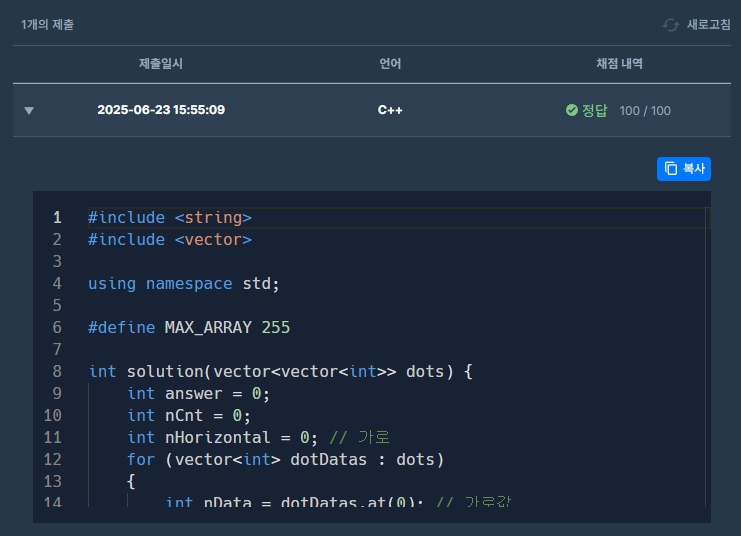 1개의 제출
새로고침
제출일시 언어 채점 내역
2025-06-23 15:55:09 C++ 정답 100 / 100
복사
1 #include <string>
2 #include <vector>
3
4 using namespace std;
5
6 #define MAX_ARRAY 255
7
8 int solution(vector<vector<int>> dots) {
9     int answer = 0;
10     int nCnt = 0;
11     int nHorizontal = 0; // 가로
12     for (vector<int> dotDatas : dots)
13     {
14         int nData = dotDatas.at(0); // 가로값